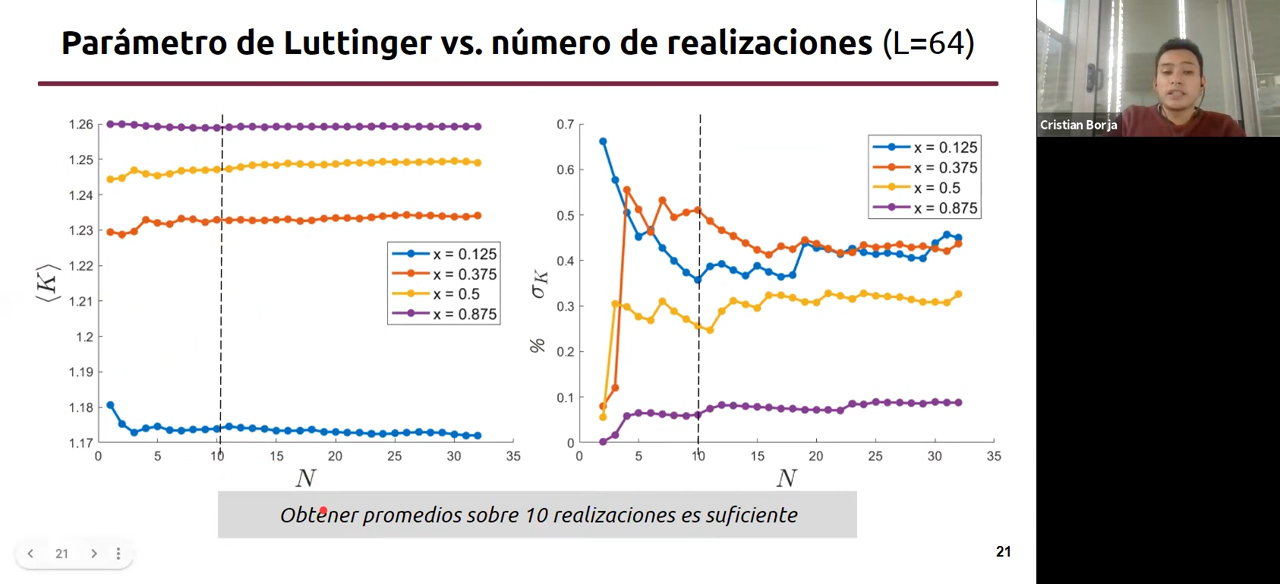 Parámetro de Luttinger vs. número de realizaciones (L=64)
Cristian Borja
⟨K⟩
1.26
1.25
1.24
1.23
1.22
1.21
1.2
1.19
1.18
1.17
0 5 10 15 20 25 30 35
N
x = 0.125
x = 0.375
x = 0.5
x = 0.875
% σK
0.7
0.6
0.5
0.4
0.3
0.2
0.1
0
0 5 10 15 20 25 30 35
N
x = 0.125
x = 0.375
x = 0.5
x = 0.875
Obtener promedios sobre 10 realizaciones es suficiente
21
21